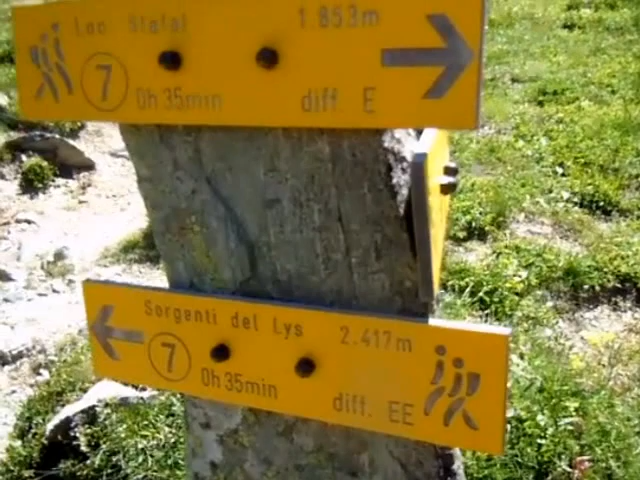 Loc. Stafal 1.853m
7 0h 35min diff. E
Sorgenti del Lys 2.417m
7 0h 35min diff. EE